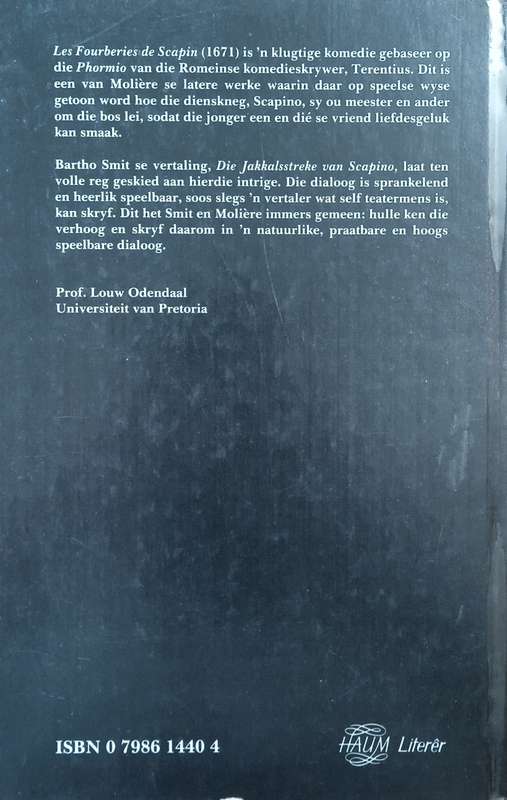 Les Fourberies de Scapin (1671) is 'n klugtige komedie gebaseer op
die Phormio van die Romeinse komedieskrywer, Terentius. Dit is
een van Molière se latere werke waarin daar op speelse wyse
getoon word hoe die dienskneg, Scapino, sy ou meester en ander
om die bos lei, sodat die jonger een en dié se vriend liefdesgeluk
kan smaak.
Bartho Smit se vertaling, Die Jakkalsstreke van Scapino, laat ten
volle reg geskied aan hierdie intrige. Die dialoog is sprankelend
en heerlik speelbaar, soos slegs 'n vertaler wat self teatermens is,
kan skryf. Dit het Smit en Molière immers gemeen: hulle ken die
verhoog en skryf daarom in 'n natuurlike, praatbare en hoogs
speelbare dialoog.
Prof. Louw Odendaal
Universiteit van Pretoria
ISBN 0 7986 1440 4
HAUM Literêr